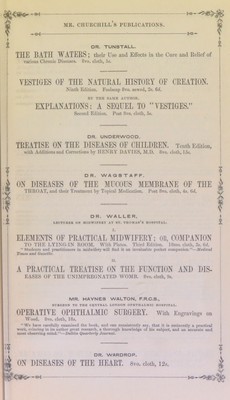 MR. CHURCHILL'S PUBLICATIONS.
DR. TUNSTALL.
THE BATH WATERS; their Uses and Effects in the Cure and Relief of
various Chronic Diseases. Post 8vo. cloth, 5s.
VESTIGES OF THE NATURAL HISTORY OF CREATION.
Ninth Edition. Foolscap 8vo. sewed, 2s. 6d.
BY THE SAME AUTHOR,
EXPLANATIONS: A SEQUEL TO "VESTIGES."
Second Edition. Post 8vo. cloth, 5s.
DR. UNDERWOOD.
TREATISE ON THE DISEASES OF CHILDREN. Tenth Edition,
with Additions and Corrections by HENRY DAVIES, M.D. 8vo. cloth, 15s.
DR. WAGSTAFF.
ON DISEASES OF THE MUCOUS MEMBRANE OF THE
THROAT, and their Treatment by Topical Medication. Post 8vo. cloth, 4s. 6d.
DR. WALLER,
LECTURER ON MIDWIFERY AT ST. THOMAS'S HOSPITAL.
I.
ELEMENTS OF PRACTICAL MIDWIFERY; OR, COMPANION
TO THE LYING-IN ROOM. With Plates. Third Edition. 18mo. cloth, 3s. 6d.
"Students and practitioners in midwifery will find it an invaluable pocket companion."—Medical
Times and Gazette.
II.
A PRACTICAL TREATISE ON THE FUNCTION AND DIS-
EASES OF THE UNIMPREGNATED WOMB. 8vo. cloth, 9s.
MR. HAYNES WALTON, F.R.C.S.,
SURGEON TO THE CENTRAL LONDON OPHTHALMIC HOSPITAL.
OPERATIVE OPHTHALMIC SURGERY. With Engravings on
Wood. 8vo. cloth, 18s.
"We have carefully examined the book, and can consistently say, that it is eminently a practical
work, evincing in its author great research, a thorough knowledge of his subject, and an accurate and
most observing mind."—Dublin Quarterly Journal.
DR. WARDROP.
ON DISEASES OF THE HEART. 8vo. cloth, 12s.